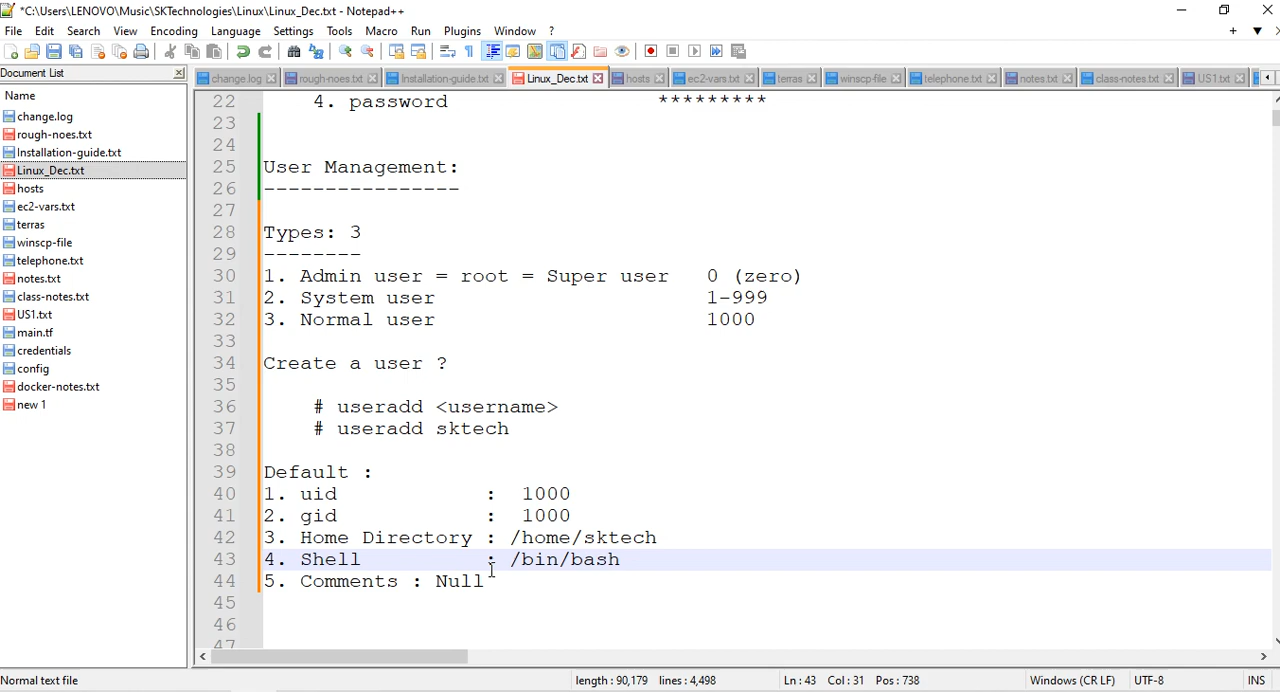 *C:\Users\LENOVO\Music\SKTechnologies\Linux\Linux_Dec.txt - Notepad++
File Edit Search View Encoding Language Settings Tools Macro Run Plugins Window ?
Document List
change.log rough-noes.txt Installation-guide.txt Linux_Dec.txt hosts ec2-vars.txt terras winscp-file telephone.txt notes.txt class-notes.txt US1.txt
Name
change.log
rough-noes.txt
Installation-guide.txt
Linux_Dec.txt
hosts
ec2-vars.txt
terras
winscp-file
telephone.txt
notes.txt
class-notes.txt
US1.txt
main.tf
credentials
config
docker-notes.txt
new 1
22 4. password *********
23
24
25 User Management:
26 ----------------
27
28 Types: 3
29 --------
30 1. Admin user = root = Super user 0 (zero)
31 2. System user 1-999
32 3. Normal user 1000
33
34 Create a user ?
35
36 # useradd <username>
37 # useradd sktech
38
39 Default :
40 1. uid : 1000
41 2. gid : 1000
42 3. Home Directory : /home/sktech
43 4. Shell : /bin/bash
44 5. Comments : Null
45
46
47
Normal text file length : 90,179 lines : 4,498 Ln : 43 Col : 31 Pos : 738 Windows (CR LF) UTF-8 INS